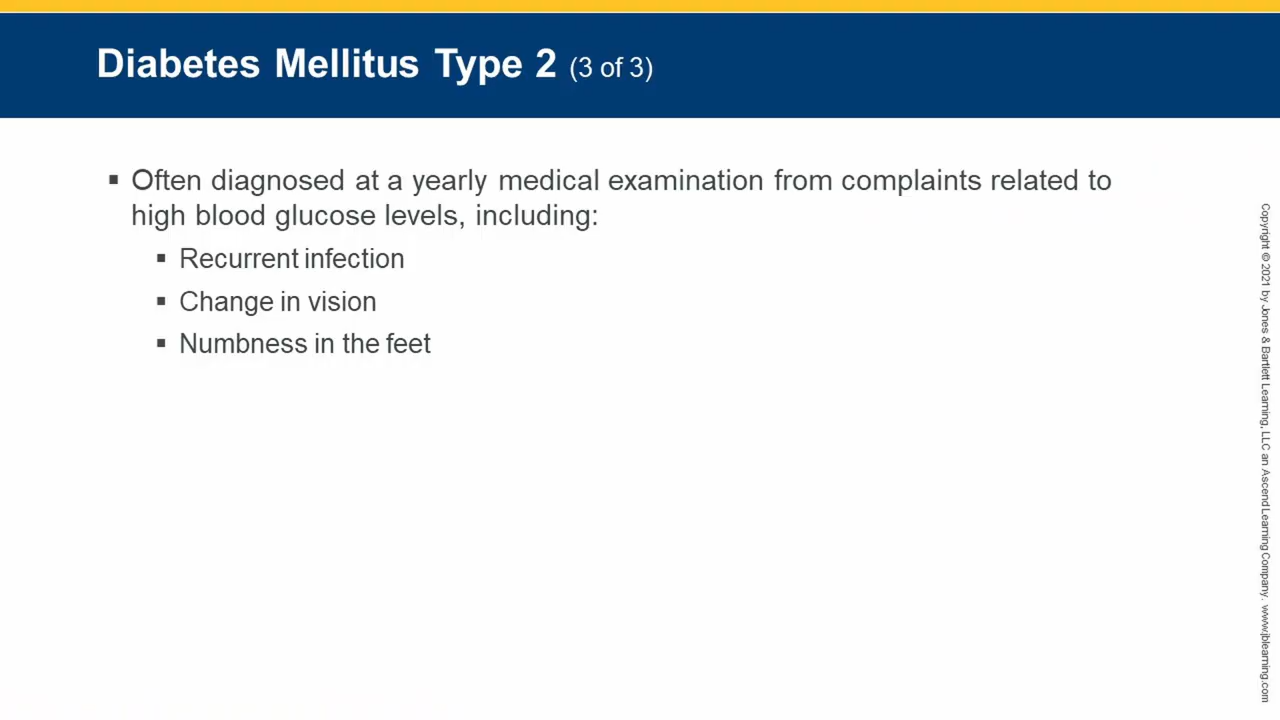 Diabetes Mellitus Type 2 (3 of 3)
▪ Often diagnosed at a yearly medical examination from complaints related to
high blood glucose levels, including:
▪ Recurrent infection
▪ Change in vision
▪ Numbness in the feet
Copyright © 2021 by Jones & Bartlett Learning, LLC an Ascend Learning Company. www.jblearning.com